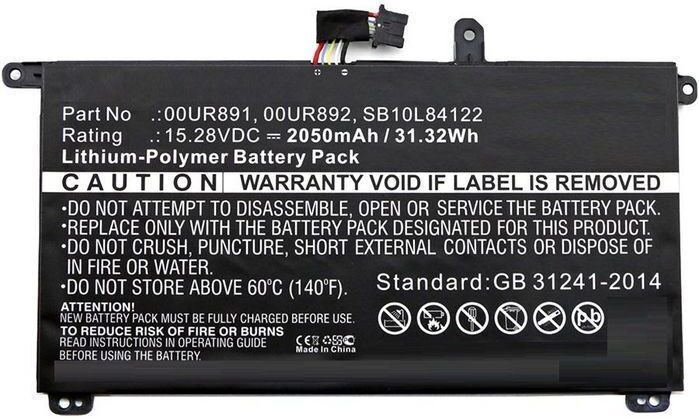 Part No .:00UR891, 00UR892, SB10L84122
Rating .:15.28VDC 2050mAh / 31.32Wh
Lithium-Polymer Battery Pack
CAUTION WARRANTY VOID IF LABEL IS REMOVED
•DO NOT ATTEMPT TO DISASSEMBLE, OPEN OR SERVICE THE BATTERY PACK.
•REPLACE ONLY WITH THE BATTERY PACK DESIGNATED FOR THIS PRODUCT.
•DO NOT CRUSH, PUNCTURE, SHORT EXTERNAL CONTACTS OR DISPOSE OF
IN FIRE OR WATER.
•DO NOT STORE ABOVE 60°C (140°F).
Standard:GB 31241-2014
ATTENTION!
NEW BATTERY PACK MUST BE FULLY CHARGED BEFORE USE.
TO REDUCE RISK OF FIRE OR BURNS
READ INSTRUCTIONS IN OPERATOR'S GUIDE
BEFORE USING THE BATTERY PACK.
CE
Made In China
Pb